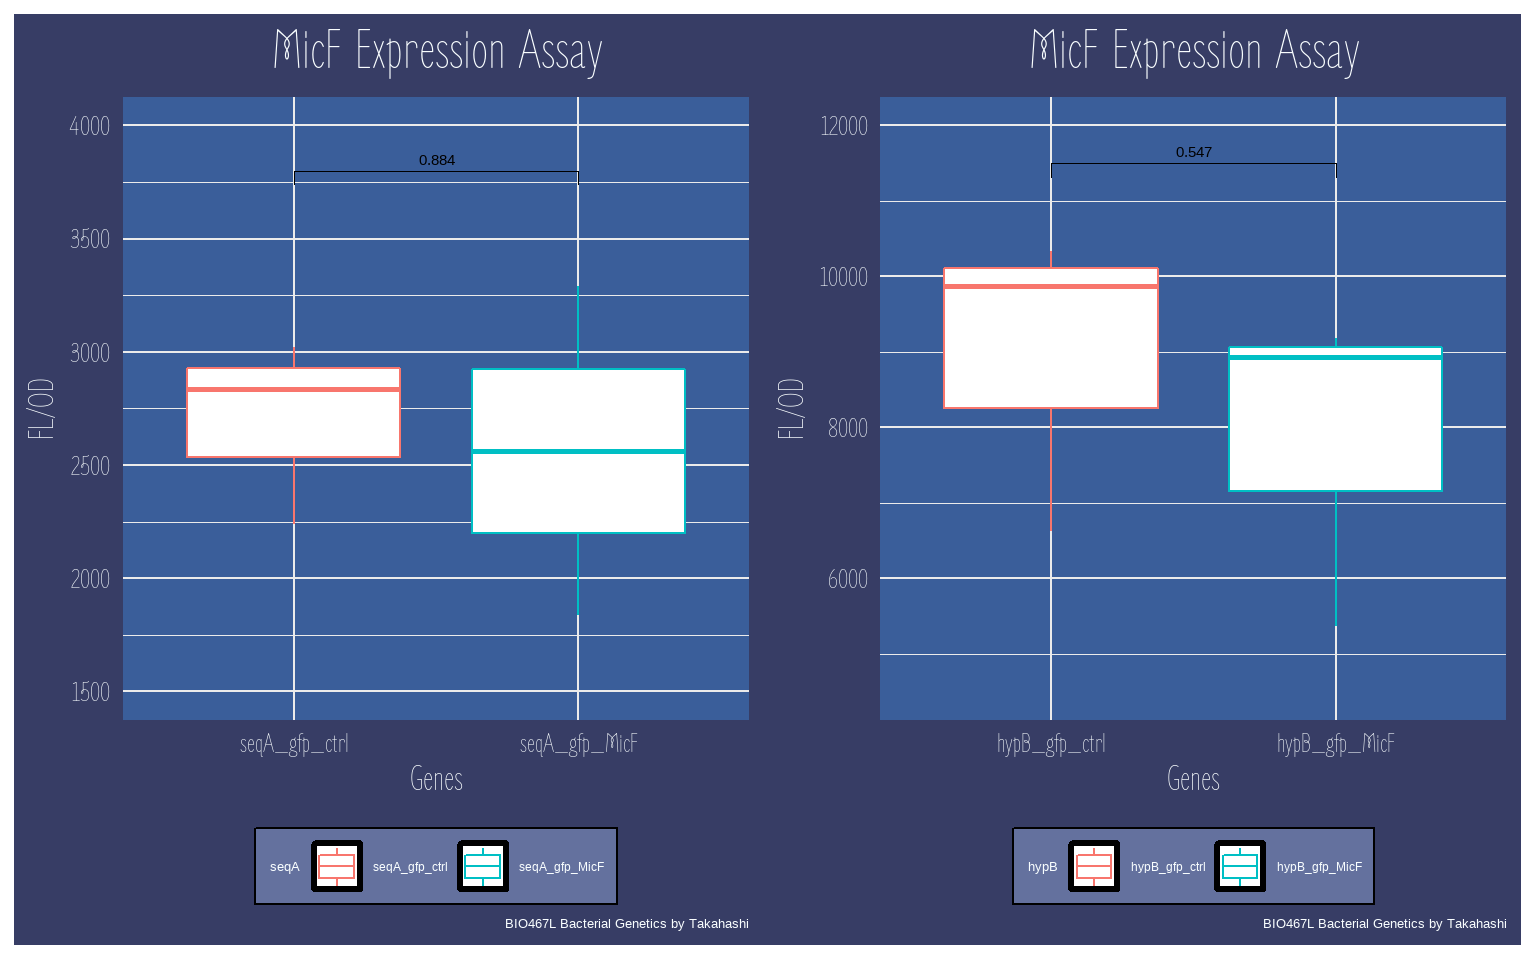 MicF Expression Assay
4000
3500
3000
2500
2000
1500
FL/OD
0.884
seqA_gfp_ctrl
seqA_gfp_MicF
Genes
seqA seqA_gfp_ctrl seqA_gfp_MicF
BIO467L Bacterial Genetics by Takahashi
MicF Expression Assay
12000
10000
8000
6000
FL/OD
0.547
hypB_gfp_ctrl
hypB_gfp_MicF
Genes
hypB hypB_gfp_ctrl hypB_gfp_MicF
BIO467L Bacterial Genetics by Takahashi